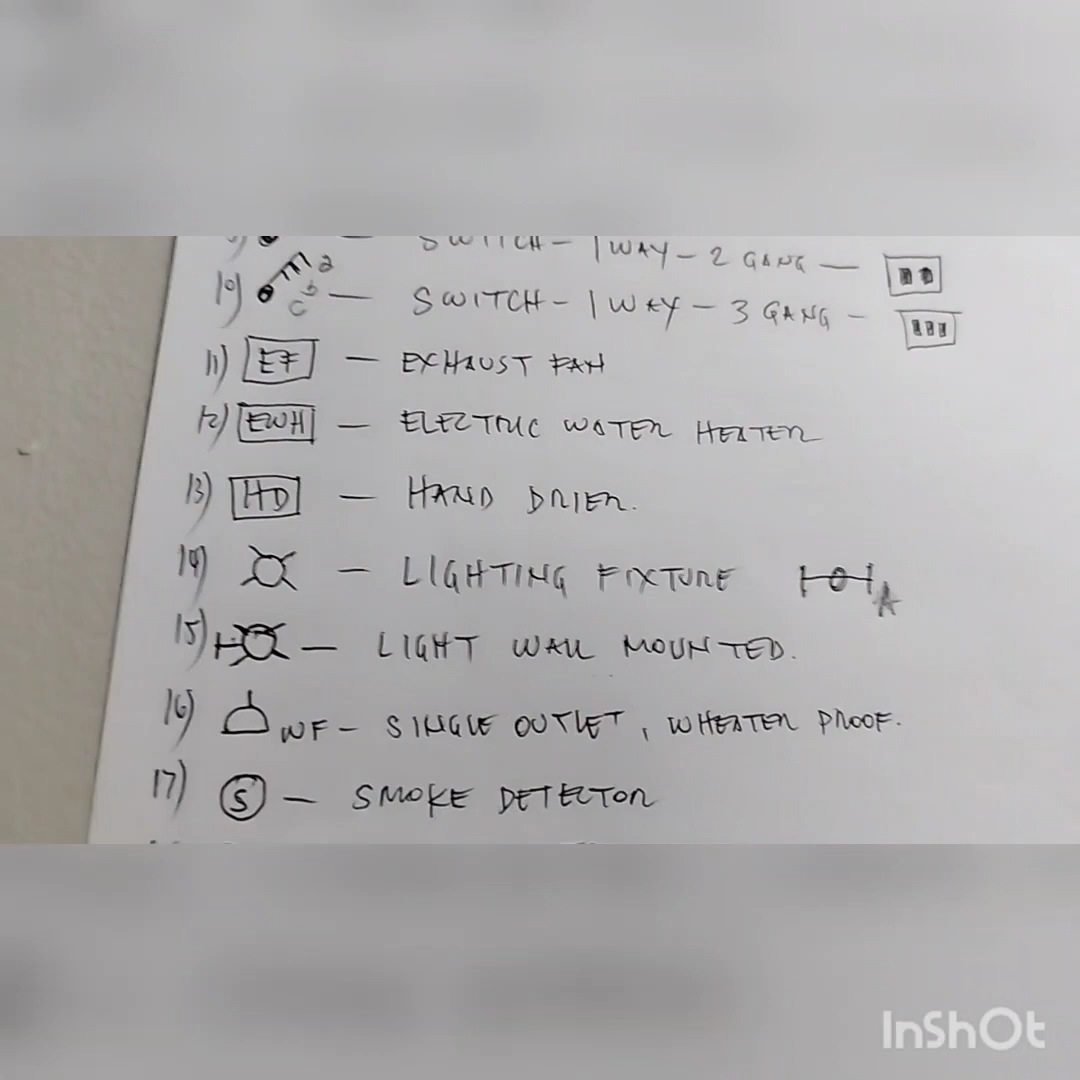 SWITCH - 1 WAY - 2 GANG -
10) a b c - SWITCH - 1 WAY - 3 GANG -
11) EF - EXHAUST FAN
12) EWH - ELECTRIC WATER HEATER
13) HD - HAND DRIER.
14) - LIGHTING FIXTURE A
15) - LIGHT WALL MOUNTED.
16) WF - SINGLE OUTLET, WHEATER PROOF.
17) S - SMOKE DETECTOR
InShOt